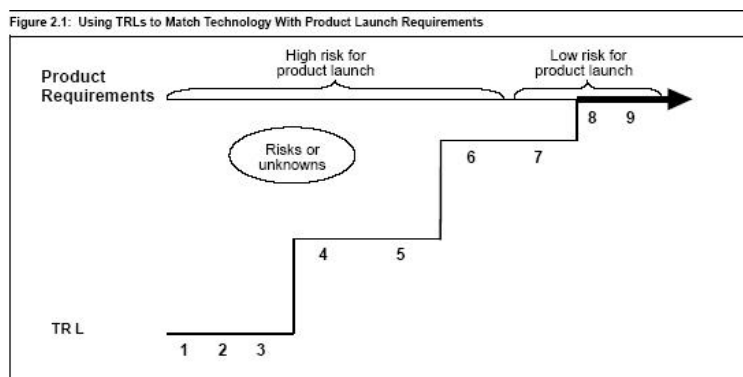 Figure 2.1: Using TRLs to Match Technology With Product Launch Requirements
High risk for
product launch
Low risk for
product launch
Product
Requirements
8 9
Risks or
unknowns
6 7
4 5
TR L
1 2 3